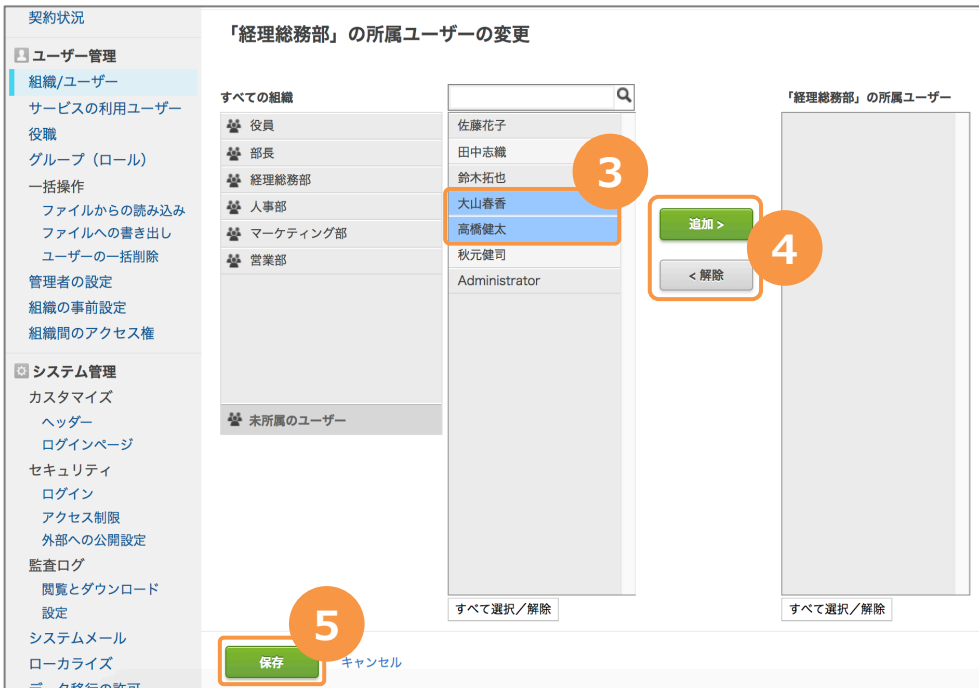 契約状況
ユーザー管理
組織/ユーザー
サービスの利用ユーザー
役職
グループ（ロール）
一括操作
ファイルからの読み込み
ファイルへの書き出し
ユーザーの一括削除
管理者の設定
組織の事前設定
組織間のアクセス権
システム管理
カスタマイズ
ヘッダー
ログインページ
セキュリティ
ログイン
アクセス制限
外部への公開設定
監査ログ
閲覧とダウンロード
設定
システムメール
ローカライズ
データ移行の許可
「経理総務部」の所属ユーザーの変更
すべての組織
役員
部長
経理総務部
人事部
マーケティング部
営業部
未所属のユーザー
佐藤花子
田中志織
鈴木拓也
大山春香
高橋健太
秋元健司
Administrator
すべて選択／解除
3
追加 >
< 解除
4
「経理総務部」の所属ユーザー
すべて選択／解除
5
保存
キャンセル